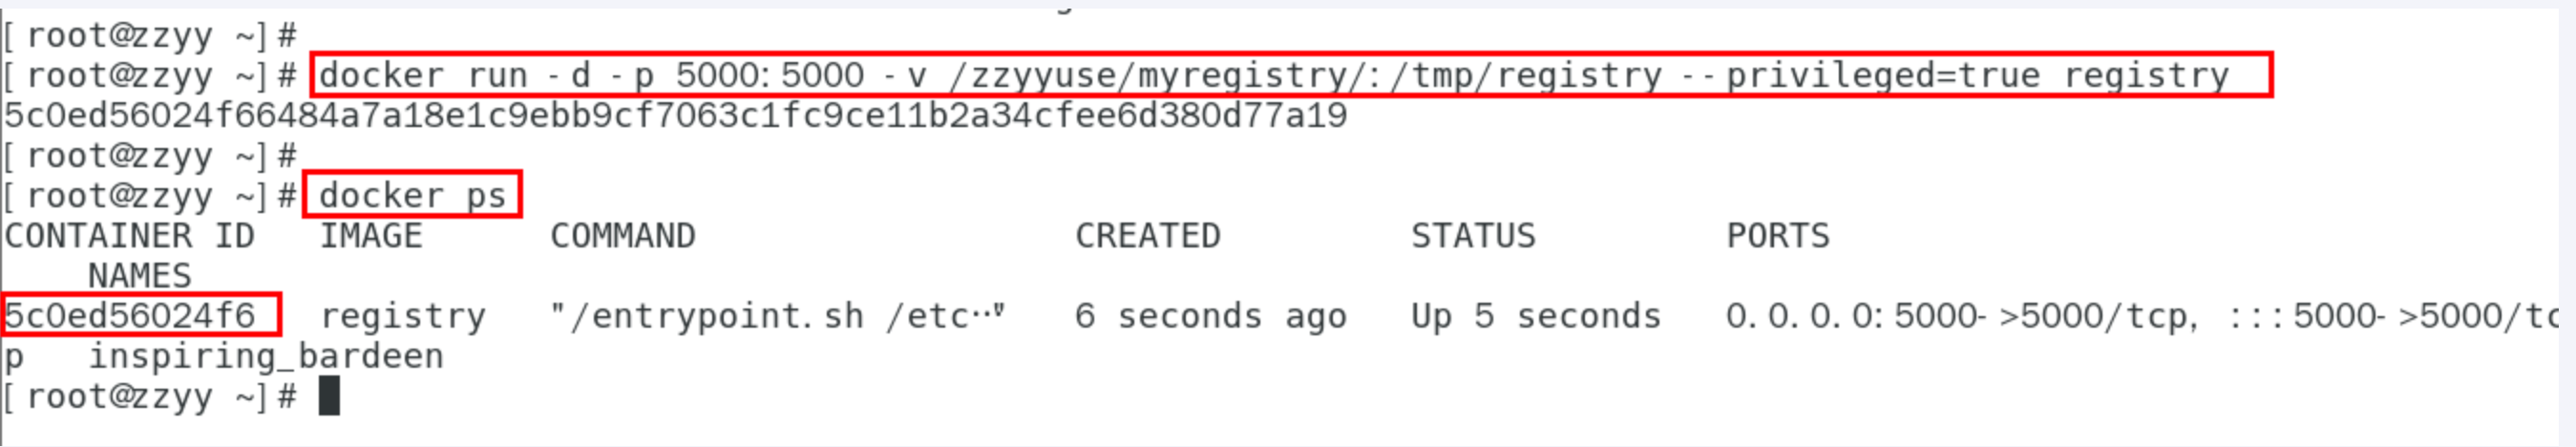 [root@zzyy ~]#
[root@zzyy ~]# docker run -d -p 5000:5000 -v /zzyyuse/myregistry/:/tmp/registry --privileged=true registry
5c0ed56024f66484a7a18e1c9ebb9cf7063c1fc9ce11b2a34cfee6d380d77a19
[root@zzyy ~]#
[root@zzyy ~]# docker ps
CONTAINER ID   IMAGE      COMMAND                  CREATED         STATUS         PORTS
    NAMES
5c0ed56024f6   registry   "/entrypoint.sh /etc…"   6 seconds ago   Up 5 seconds   0.0.0.0:5000->5000/tcp, :::5000->5000/tc
p   inspiring_bardeen
[root@zzyy ~]#